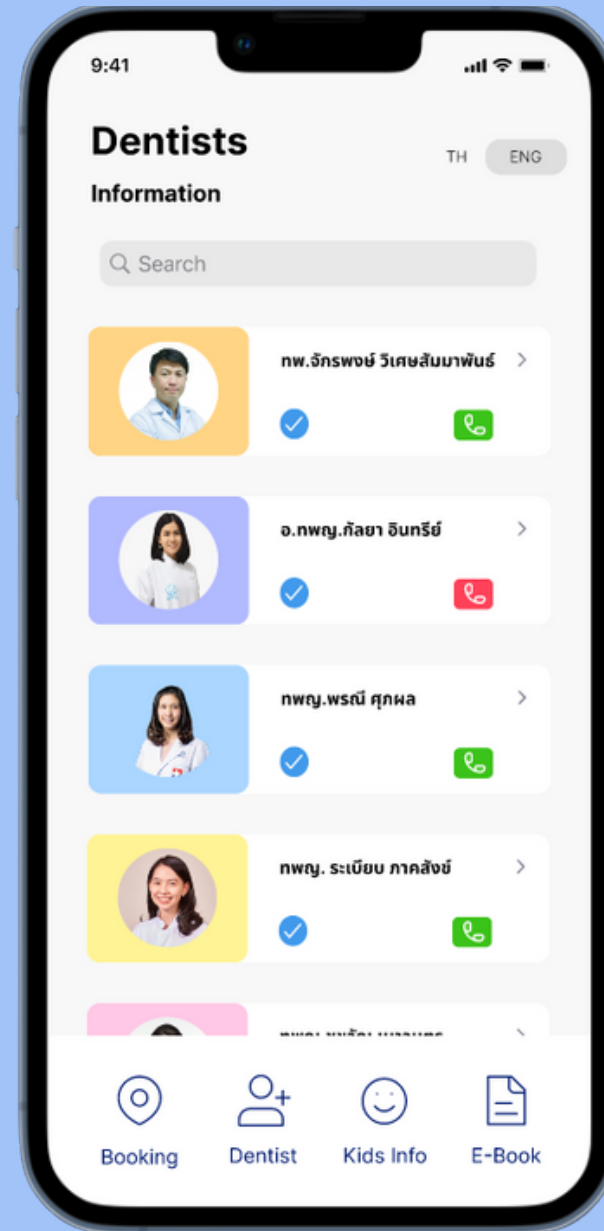 9:41
Dentists
TH ENG
Information
Search
ทพ.จักรพงษ์ วิเศษสัมมาพันธ์
อ.ทพญ.กัลยา อินทรีย์
ทพญ.พรณี ศุภผล
ทพญ. ระเบียบ ภาคสังข์
Booking Dentist Kids Info E-Book